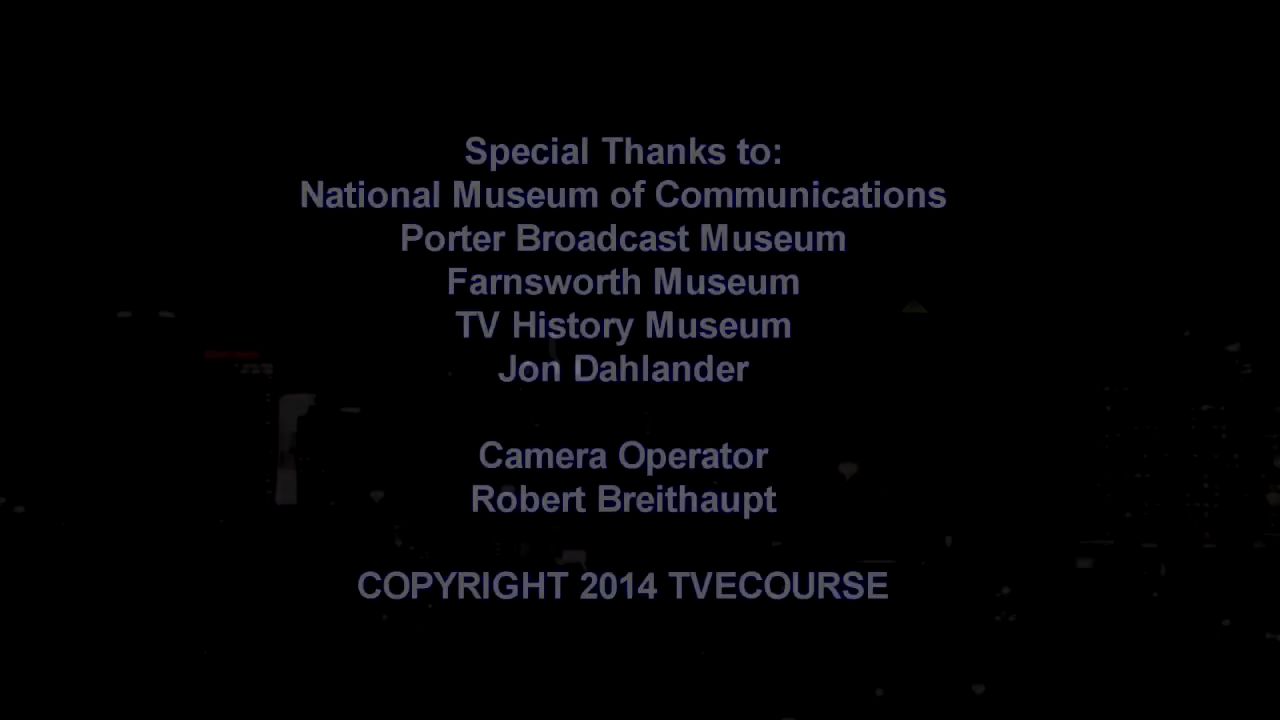 Special Thanks to:
National Museum of Communications
Porter Broadcast Museum
Farnsworth Museum
TV History Museum
Jon Dahlander
Camera Operator
Robert Breithaupt
COPYRIGHT 2014 TVECOURSE